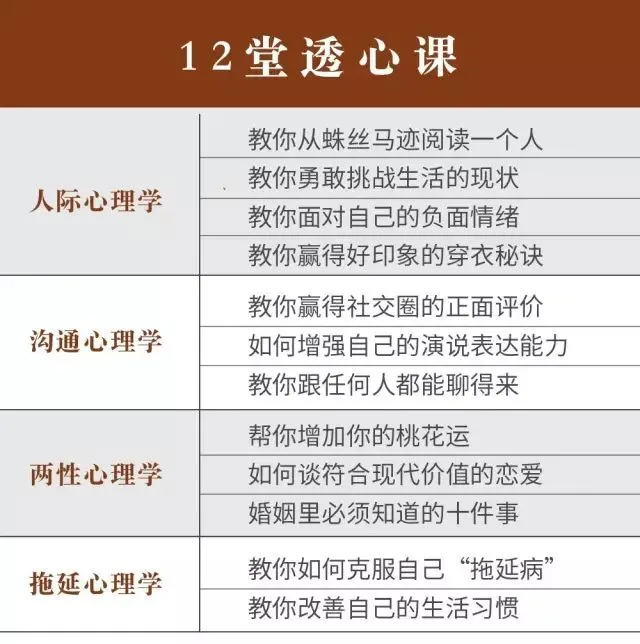 12堂透心课
人际心理学
教你从蛛丝马迹阅读一个人
教你勇敢挑战生活的现状
教你面对自己的负面情绪
教你赢得好印象的穿衣秘诀
沟通心理学
教你赢得社交圈的正面评价
如何增强自己的演说表达能力
教你跟任何人都能聊得来
两性心理学
帮你增加你的桃花运
如何谈符合现代价值的恋爱
婚姻里必须知道的十件事
拖延心理学
教你如何克服自己“拖延病”
教你改善自己的生活习惯